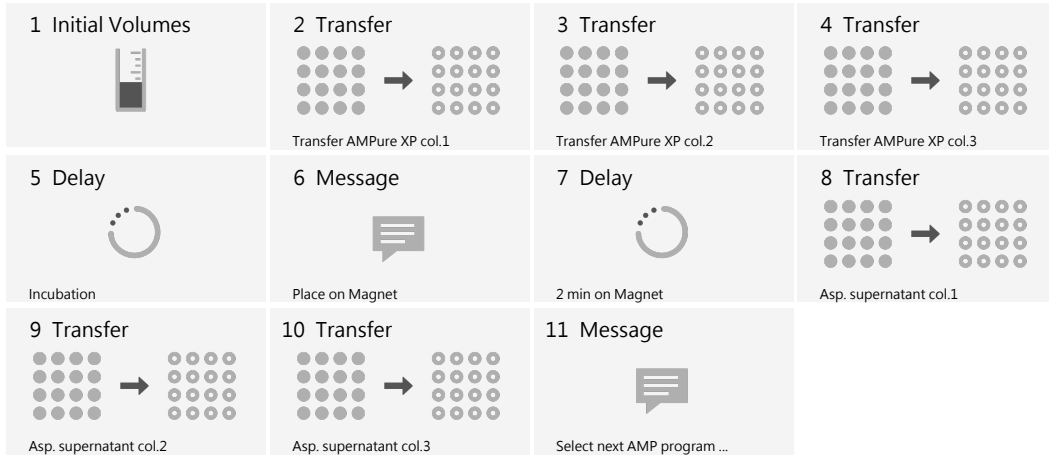 1 Initial Volumes
2 Transfer
Transfer AMPure XP col.1
3 Transfer
Transfer AMPure XP col.2
4 Transfer
Transfer AMPure XP col.3
5 Delay
Incubation
6 Message
Place on Magnet
7 Delay
2 min on Magnet
8 Transfer
Asp. supernatant col.1
9 Transfer
Asp. supernatant col.2
10 Transfer
Asp. supernatant col.3
11 Message
Select next AMP program ...